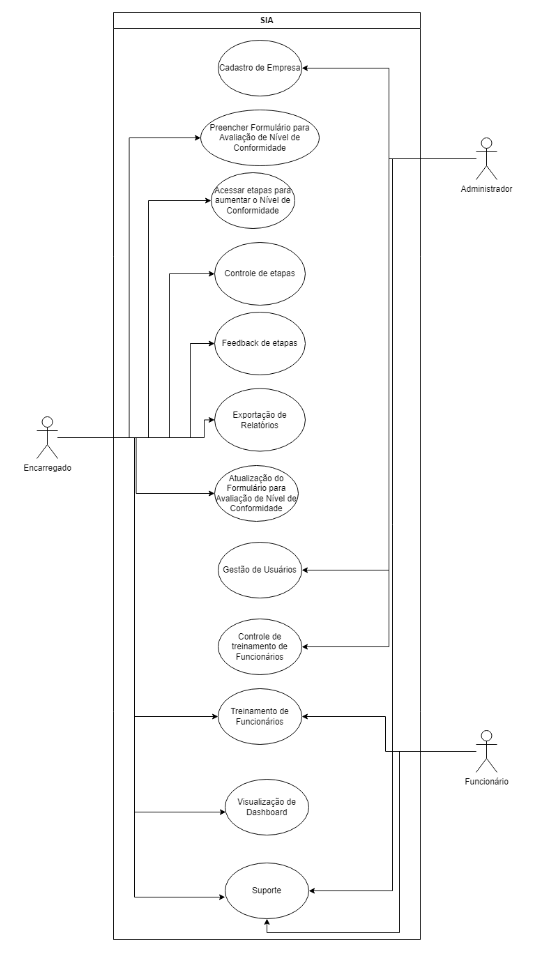 SIA
Cadastro de Empresa
Preencher Formulário para
Avaliação de Nível de
Conformidade
Administrador
Acessar etapas para
aumentar o Nível de
Conformidade
Controle de etapas
Feedback de etapas
Exportação de
Relatórios
Encarregado
Atualização do
Formulário para
Avaliação de Nível de
Conformidade
Gestão de Usuários
Controle de
treinamento de
Funcionários
Treinamento de
Funcionários
Funcionário
Visualização de
Dashboard
Suporte